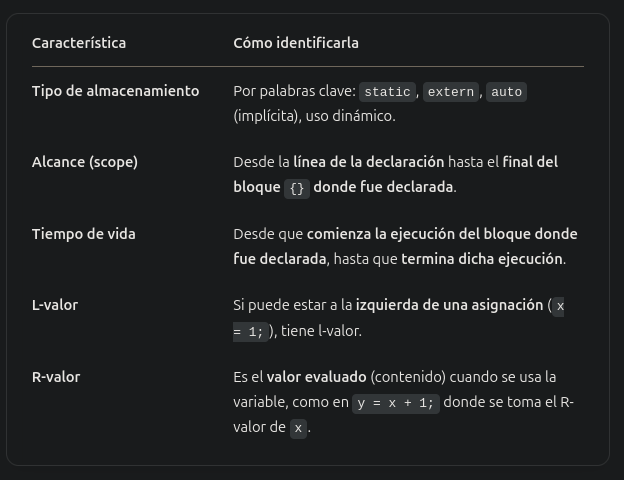 Característica Cómo identificarla
Tipo de almacenamiento Por palabras clave: static, extern, auto
(implícita), uso dinámico.
Alcance (scope) Desde la línea de la declaración hasta el final del
bloque {} donde fue declarada.
Tiempo de vida Desde que comienza la ejecución del bloque donde
fue declarada, hasta que termina dicha ejecución.
L-valor Si puede estar a la izquierda de una asignación (x
= 1;), tiene l-valor.
R-valor Es el valor evaluado (contenido) cuando se usa la
variable, como en y = x + 1; donde se toma el R-
valor de x.